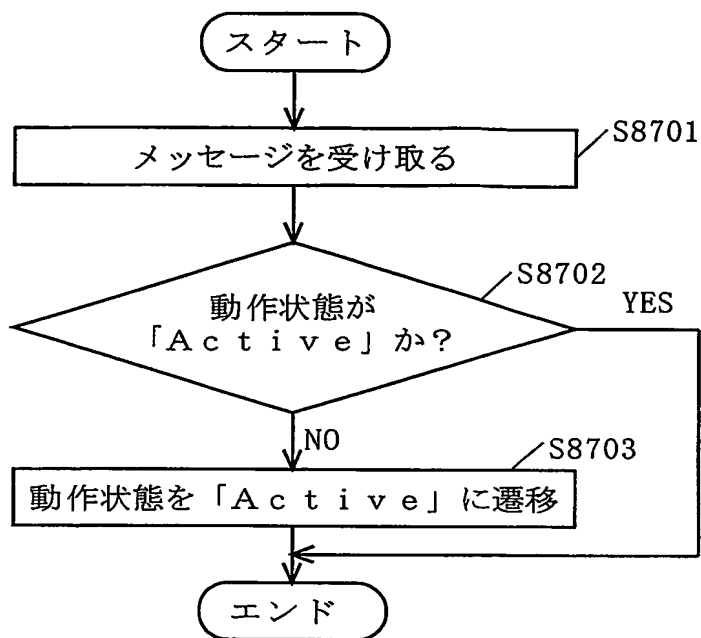 スタート
S8701
メッセージを受け取る
S8702
動作状態が
「Ａｃｔｉｖｅ」か？
YES
NO
S8703
動作状態を「Ａｃｔｉｖｅ」に遷移
エンド